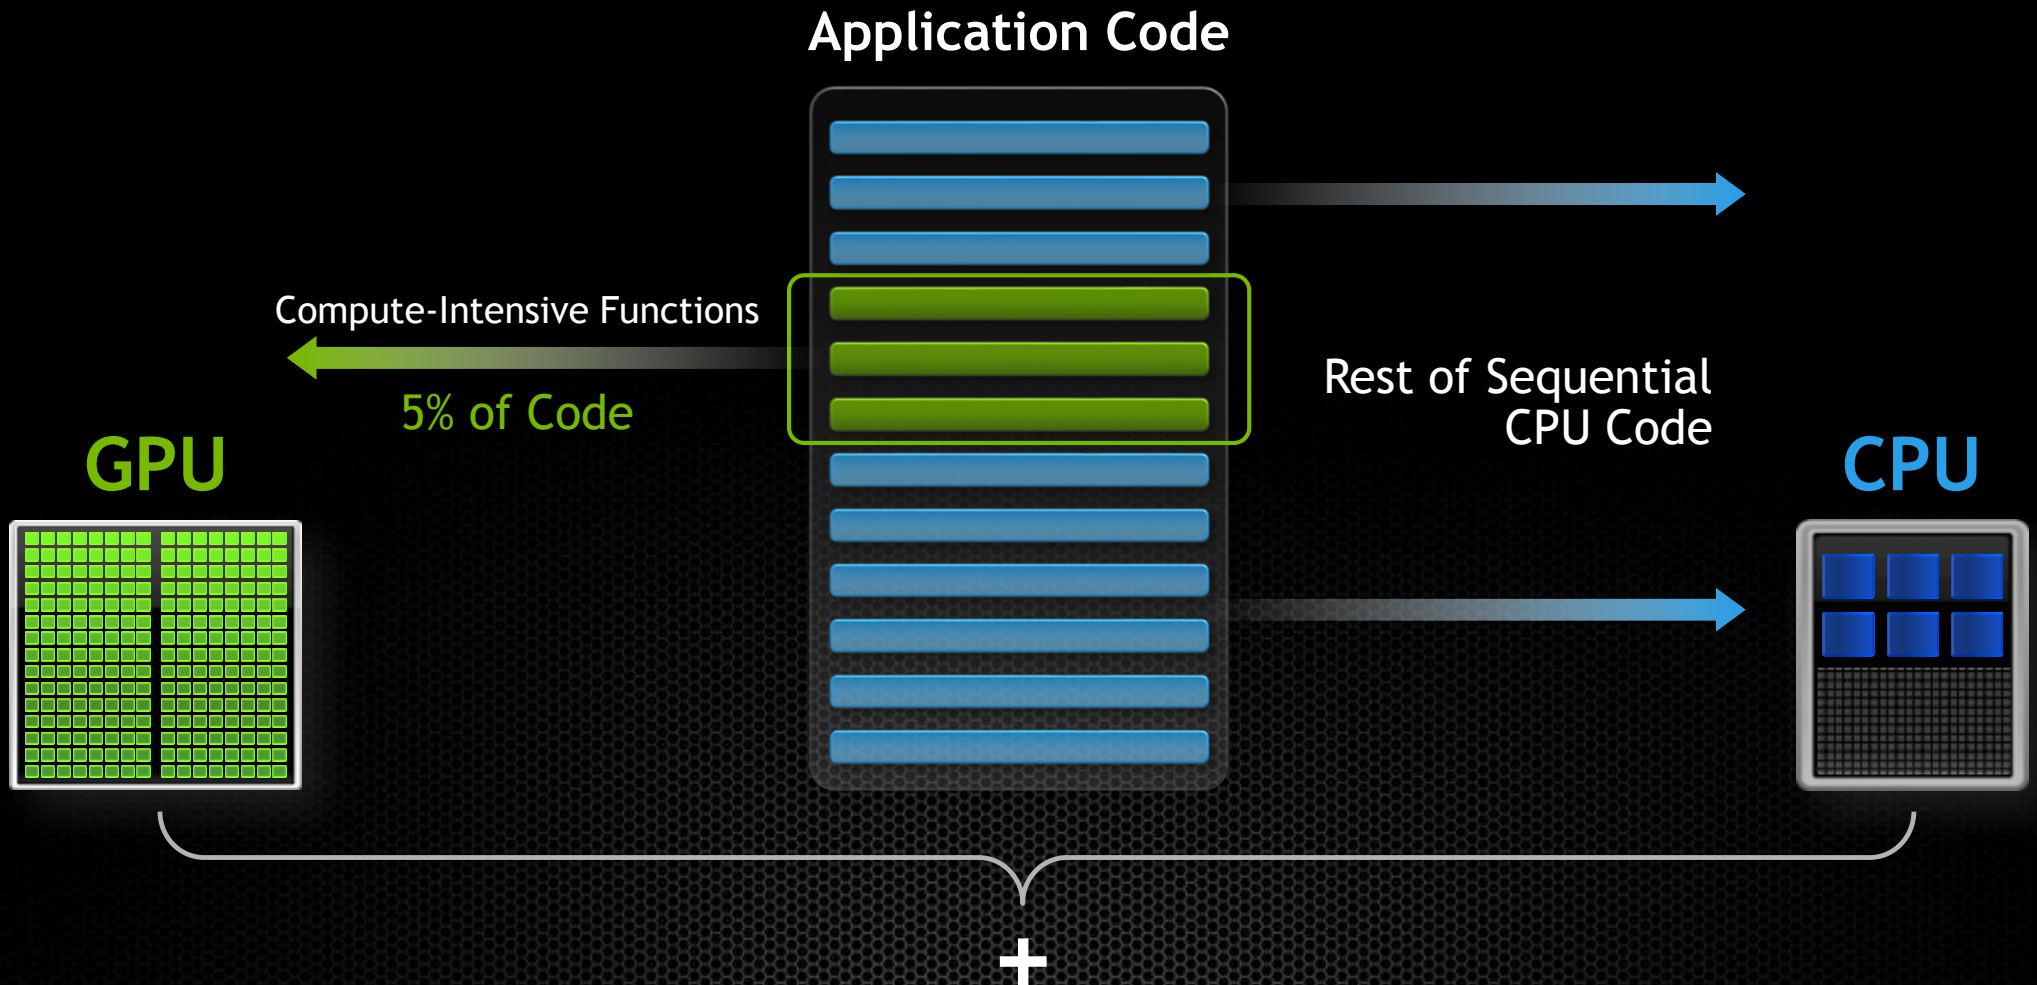 Application Code
Compute-Intensive Functions
5% of Code
Rest of Sequential
CPU Code
GPU
CPU
+